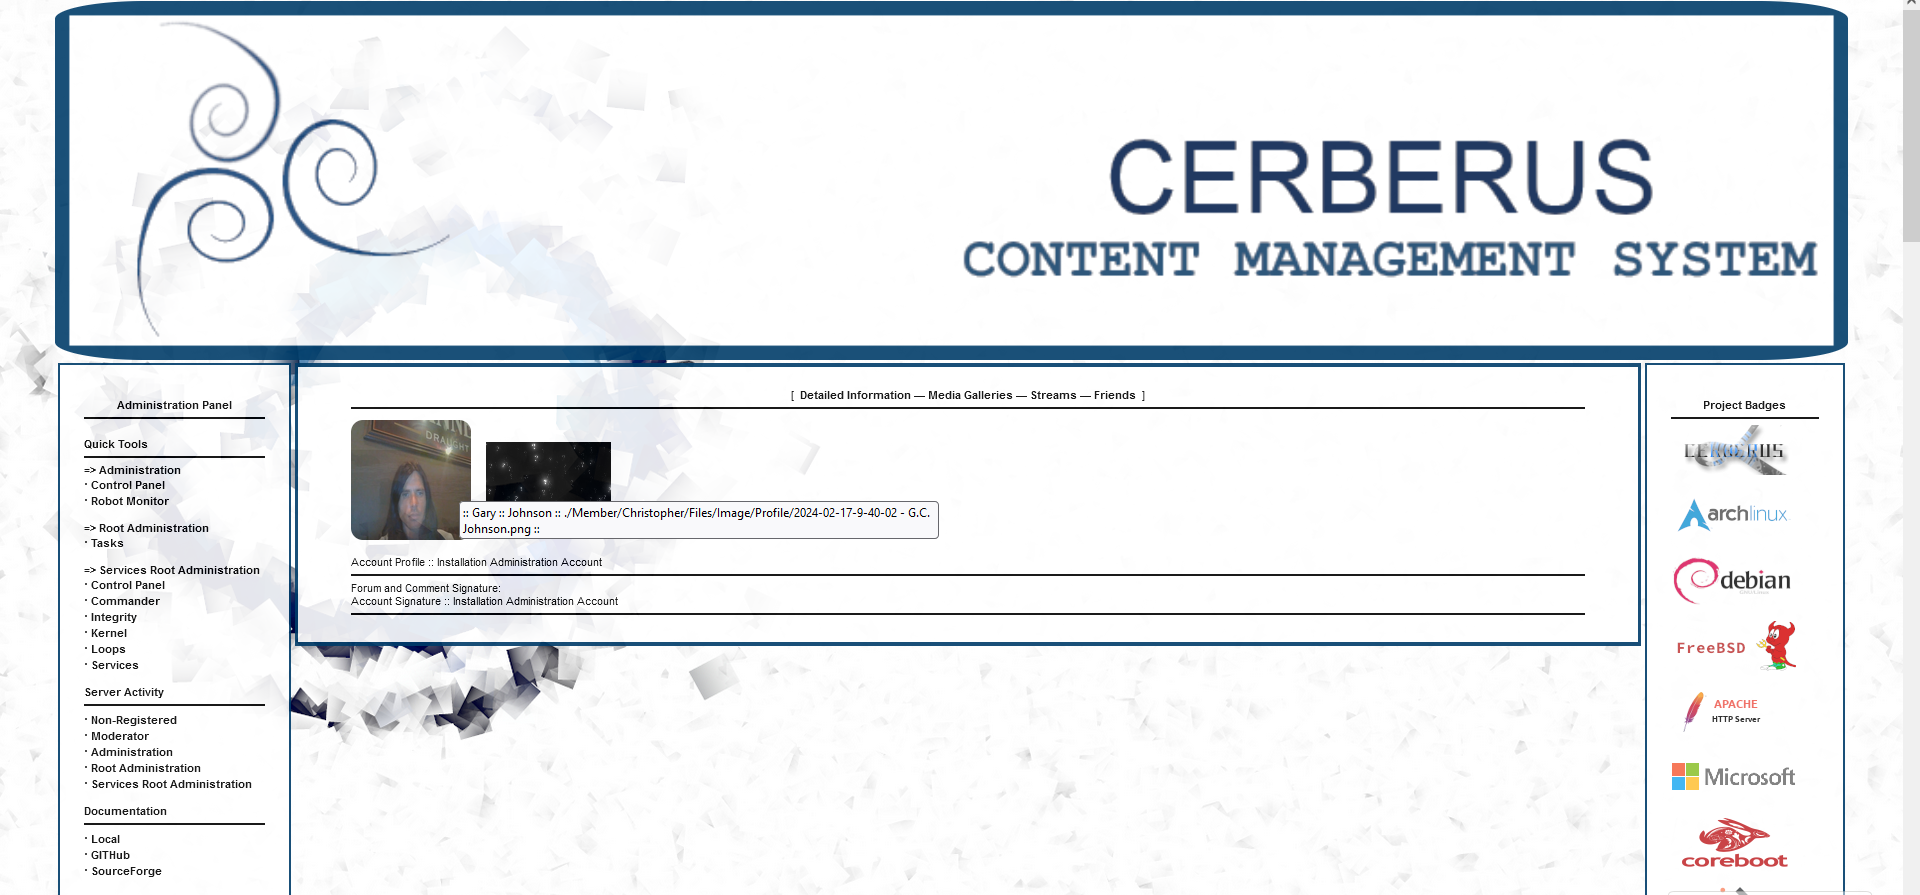 CERBERUS
CONTENT MANAGEMENT SYSTEM
Administration Panel
Quick Tools
=> Administration
· Control Panel
· Robot Monitor
=> Root Administration
· Tasks
=> Services Root Administration
· Control Panel
· Commander
· Integrity
· Kernel
· Loops
· Services
Server Activity
· Non-Registered
· Moderator
· Administration
· Root Administration
· Services Root Administration
Documentation
· Local
· GITHub
· SourceForge
[ Detailed Information — Media Galleries — Streams — Friends ]
DRAUGHT
:: Gary :: Johnson :: ./Member/Christopher/Files/Image/Profile/2024-02-17-9-40-02 - G.C.
Johnson.png ::
Account Profile :: Installation Administration Account
Forum and Comment Signature:
Account Signature :: Installation Administration Account
Project Badges
CERBERUS
archlinux
debian
FreeBSD
APACHE
HTTP Server
Microsoft
coreboot